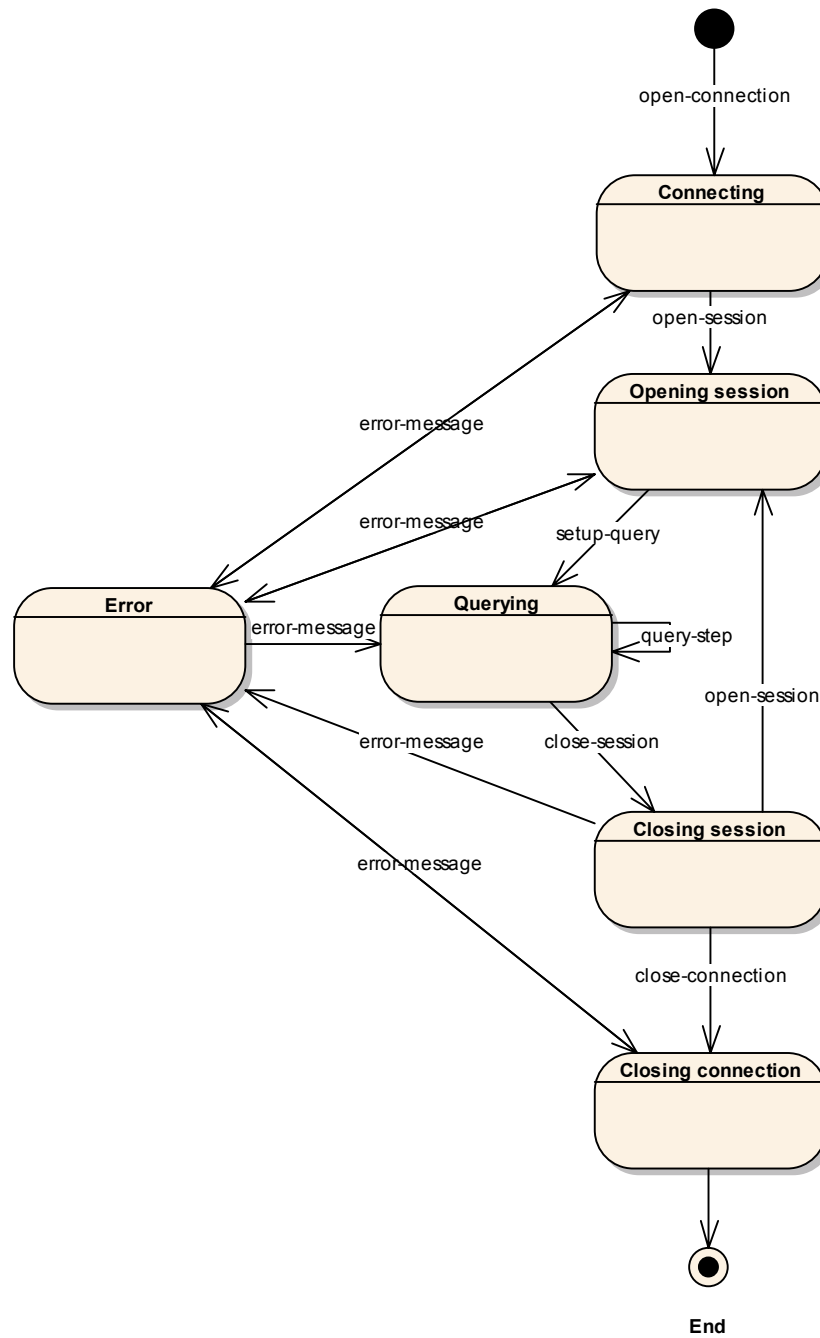 open-connection
Connecting
open-session
Opening session
error-message
error-message
setup-query
Error
Querying
error-message
query-step
open-session
error-message
close-session
Closing session
error-message
close-connection
Closing connection
End